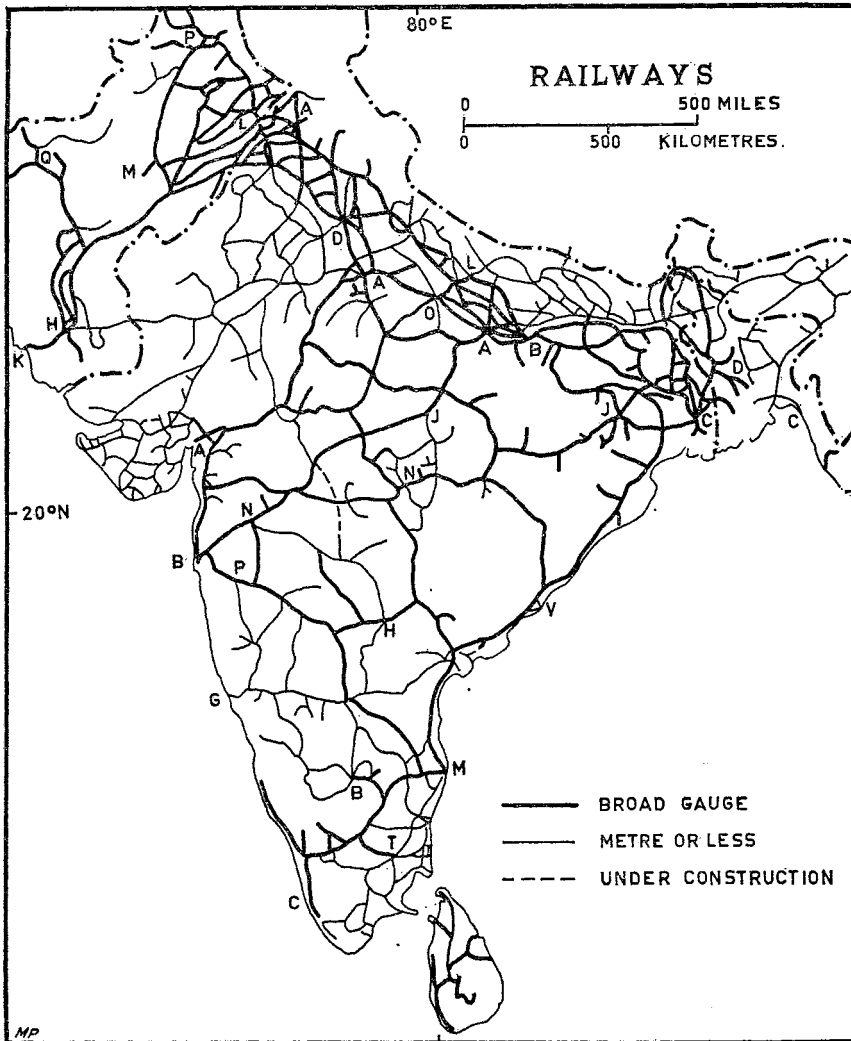 80°E
P
RAILWAYS
0 500 MILES
0 500 KILOMETRES.
A
L
Q
M
D
L
A
O
H
A
B
D
K
J
J
C
C
A
N
N
20°N
B
P
V
H
G
M
B
BROAD GAUGE
T
METRE OR LESS
UNDER CONSTRUCTION
C
MP